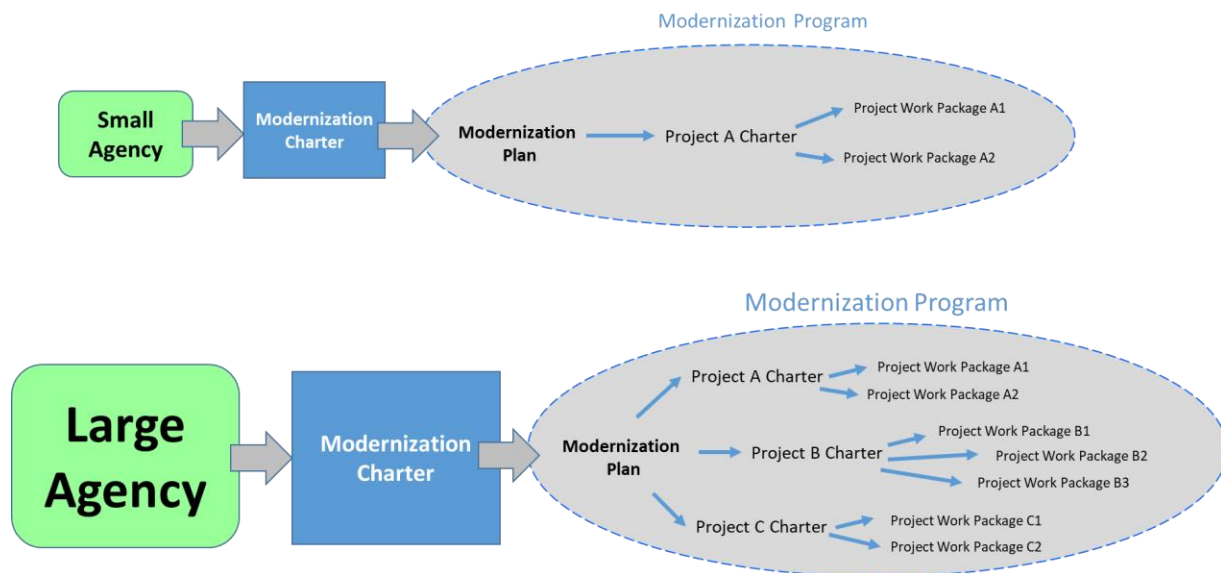 Modernization Program
Small
Agency
Modernization
Charter
Modernization
Plan
Project A Charter
Project Work Package A1
Project Work Package A2
Modernization Program
Large
Agency
Modernization
Charter
Modernization
Plan
Project A Charter
Project Work Package A1
Project Work Package A2
Project B Charter
Project Work Package B1
Project Work Package B2
Project Work Package B3
Project C Charter
Project Work Package C1
Project Work Package C2